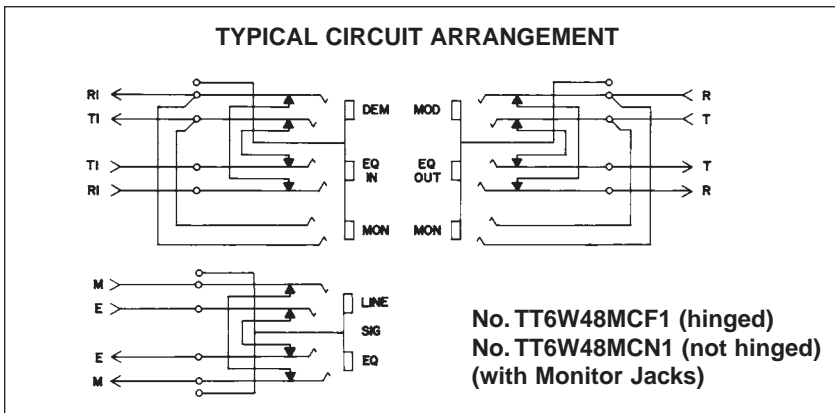 TYPICAL CIRCUIT ARRANGEMENT
RI
TI
TI
RI
DEM
EQ
IN
MON
MOD
EQ
OUT
MON
R
T
T
R
M
E
E
M
LINE
SIG
EQ
No. TT6W48MCF1 (hinged)
No. TT6W48MCN1 (not hinged)
(with Monitor Jacks)